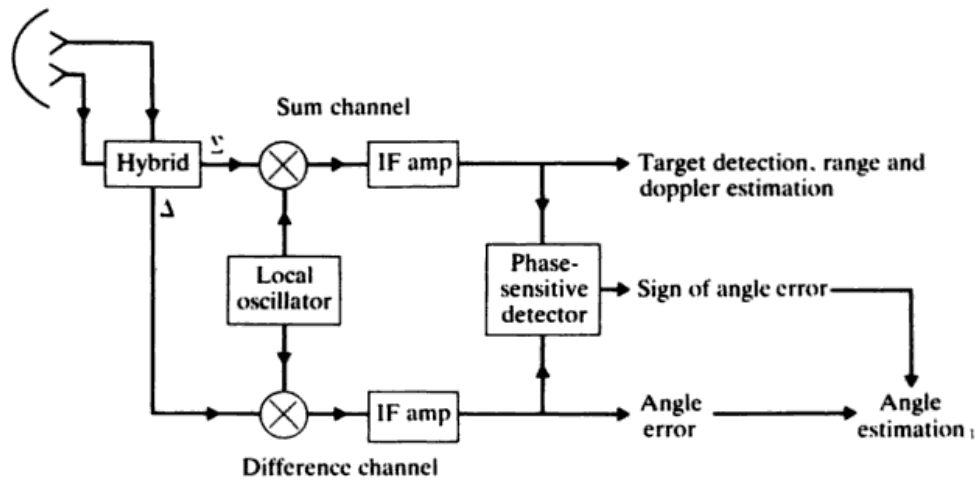 Sum channel
Hybrid
Σ
IF amp
Target detection, range and
doppler estimation
Δ
Local
oscillator
Phase-
sensitive
detector
Sign of angle error
IF amp
Angle
error
Angle
estimation
Difference channel